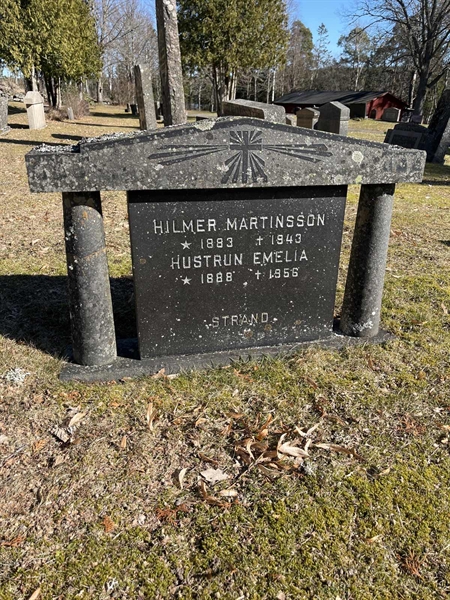 HILMER MARTINSSON
★ 1883 ✝ 1943
HUSTRUN EMELIA
★ 1888 ✝ 1956
STRAND